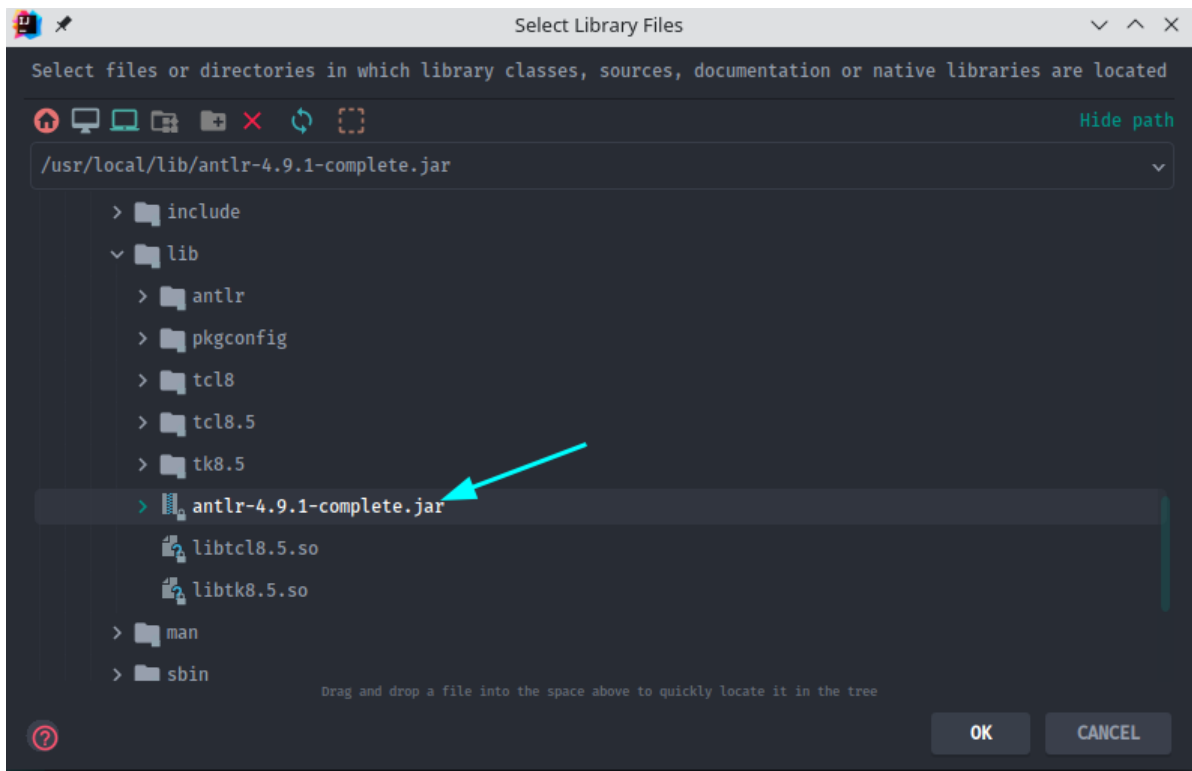 Select Library Files
Select files or directories in which library classes, sources, documentation or native libraries are located
Hide path
/usr/local/lib/antlr-4.9.1-complete.jar
include
lib
antlr
pkgconfig
tcl8
tcl8.5
tk8.5
antlr-4.9.1-complete.jar
libtcl8.5.so
libtk8.5.so
man
sbin
Drag and drop a file into the space above to quickly locate it in the tree
OK CANCEL